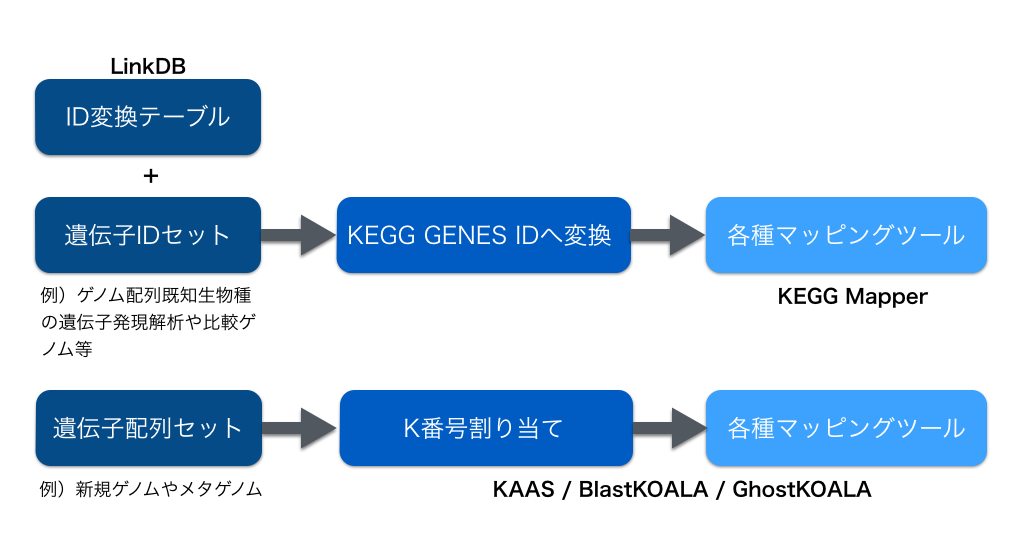 LinkDB
ID変換テーブル
+
遺伝子IDセット
KEGG GENES IDへ変換
各種マッピングツール
例）ゲノム配列既知生物種
の遺伝子発現解析や比較ゲ
ノム等
KEGG Mapper
遺伝子配列セット
K番号割り当て
各種マッピングツール
例）新規ゲノムやメタゲノム
KAAS / BlastKOALA / GhostKOALA